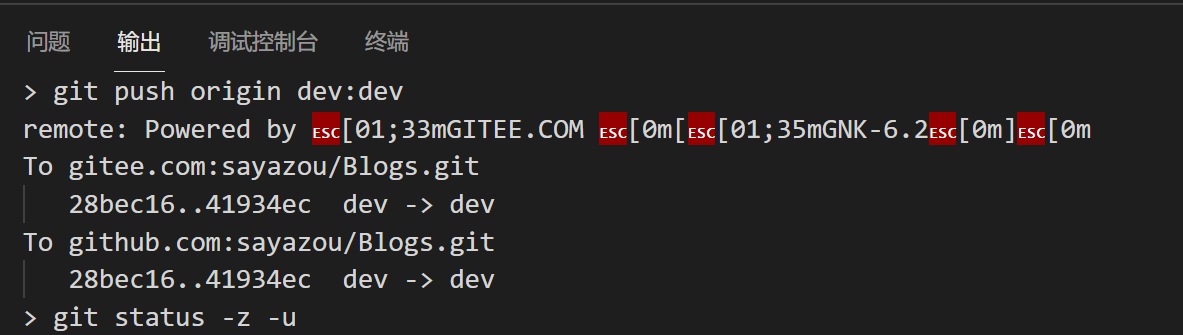 问题 输出 调试控制台 终端
> git push origin dev:dev
remote: Powered by ESC[01;33mGITEE.COM ESC[0m[ESC[01;35mGNK-6.2ESC[0m]ESC[0m
To gitee.com:sayazou/Blogs.git
28bec16..41934ec  dev -> dev
To github.com:sayazou/Blogs.git
28bec16..41934ec  dev -> dev
> git status -z -u